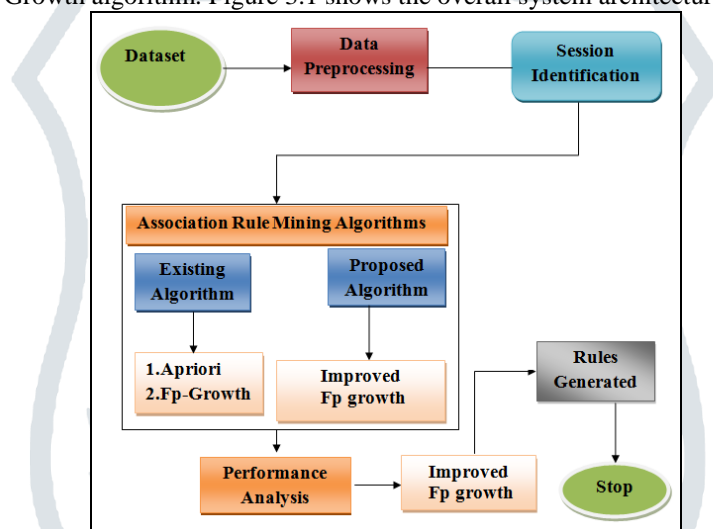 Growth algorithm. Figure 3.1 shows the overall system architectur
Dataset
Data
Preprocessing
Session
Identification
Association Rule Mining Algorithms
Existing
Algorithm
Proposed
Algorithm
1.Apriori
2.Fp-Growth
Improved
Fp growth
Rules
Generated
Performance
Analysis
Improved
Fp growth
Stop